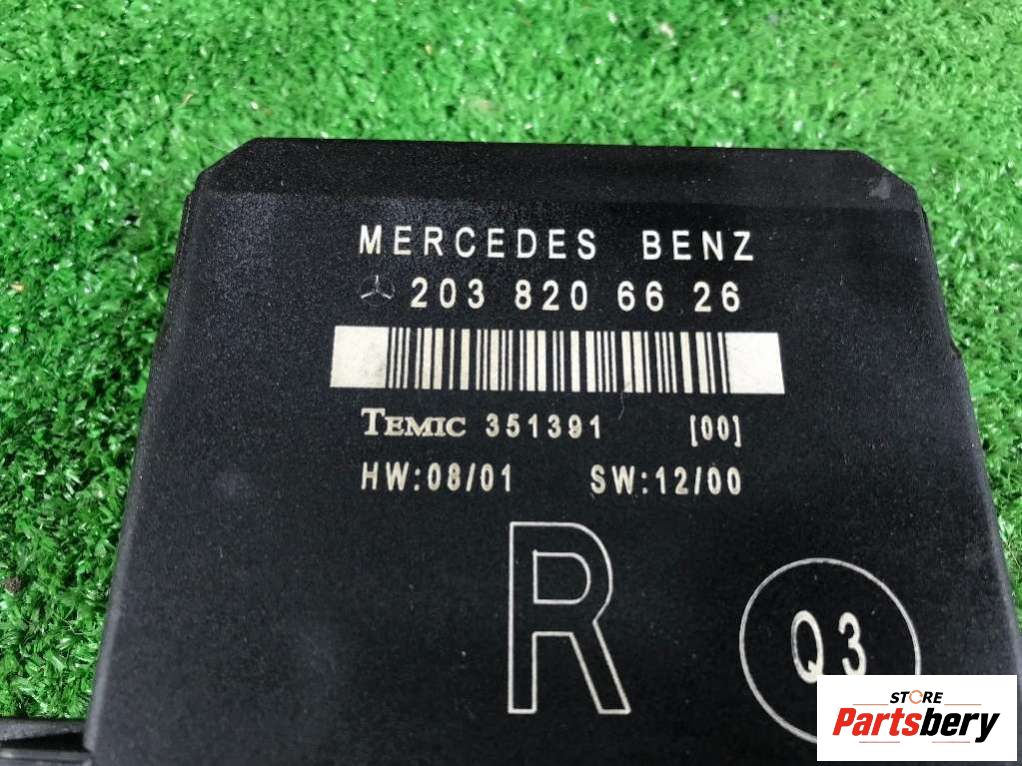 MERCEDES BENZ
203 820 66 26
TEMIC 351391 [00]
HW:08/01 SW:12/00
R
Q3
STORE
Partsbery